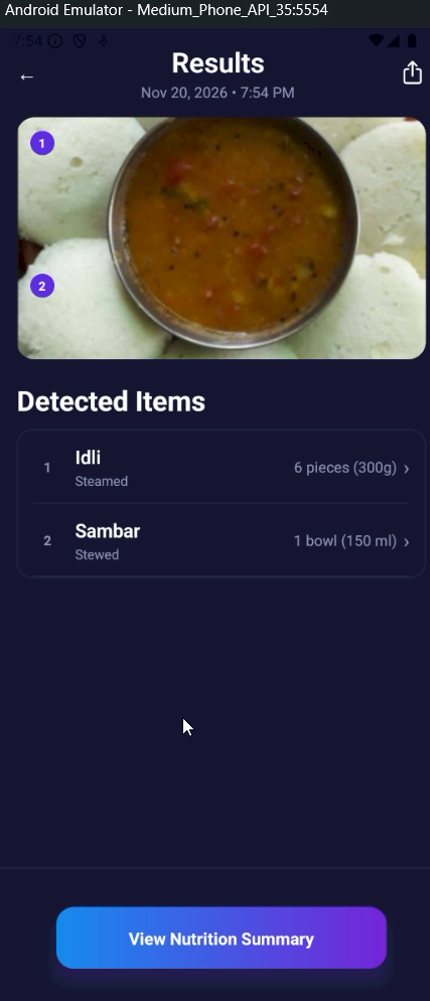 Android Emulator - Medium_Phone_API_35:5554
7:54
Results
Nov 20, 2026 • 7:54 PM
1
2
Detected Items
1 Idli 6 pieces (300g) ›
Steamed
2 Sambar 1 bowl (150 ml) ›
Stewed
View Nutrition Summary